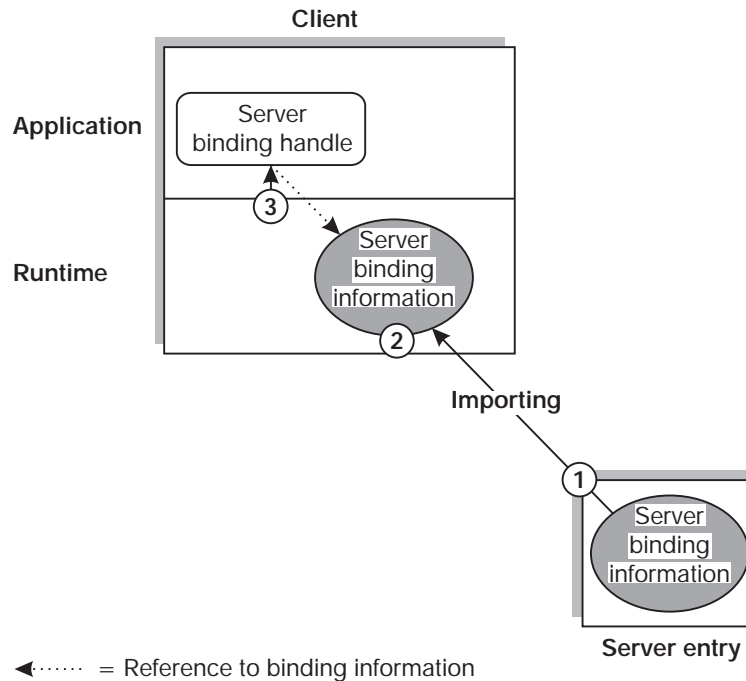 Client
Application
Server
binding handle
3
Runtime
Server
binding
information
2
Importing
1
Server
binding
information
Server entry
= Reference to binding information